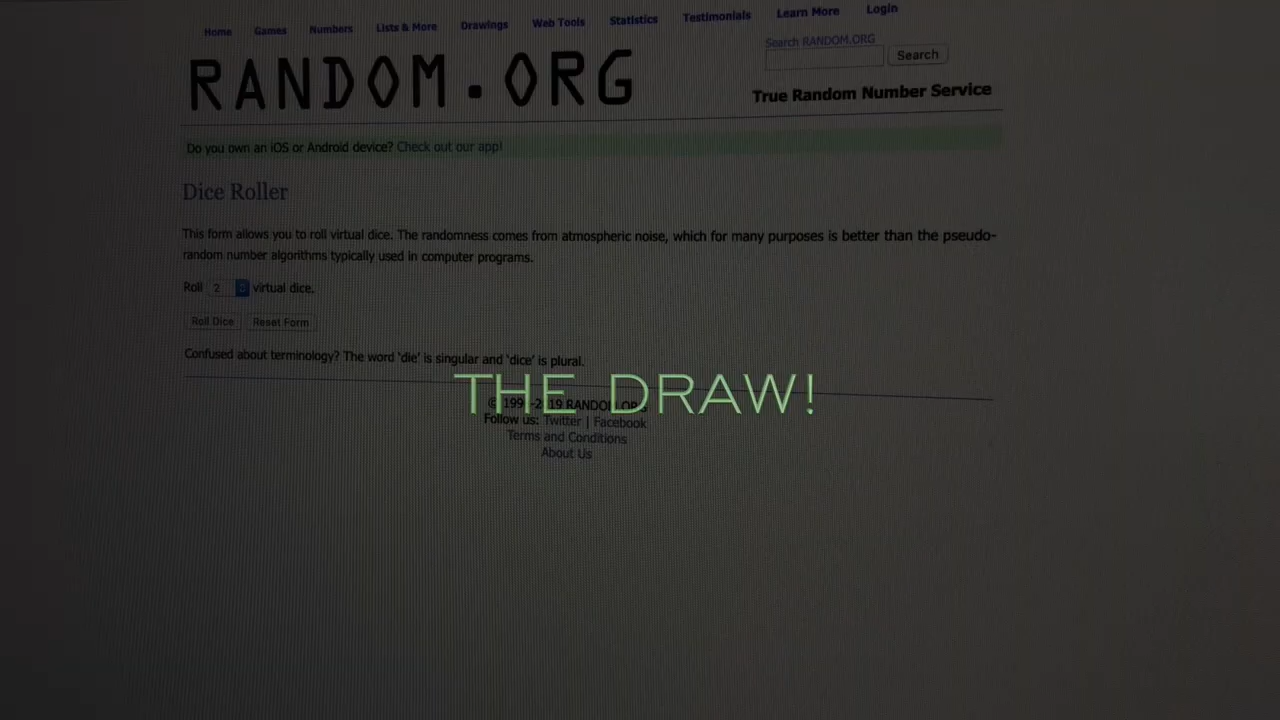 Home Games Numbers Lists & More Drawings Web Tools Statistics Testimonials Learn More Login
Search RANDOM.ORG
Search
RANDOM.ORG
True Random Number Service
Do you own an iOS or Android device? Check out our app!
Dice Roller
This form allows you to roll virtual dice. The randomness comes from atmospheric noise, which for many purposes is better than the pseudo-
random number algorithms typically used in computer programs.
Roll 2 virtual dice.
Roll Dice Reset Form
Confused about terminology? The word 'die' is singular and 'dice' is plural.
THE DRAW!
RANDOM.ORG
Follow us: Twitter | Facebook
Terms and Conditions
About Us